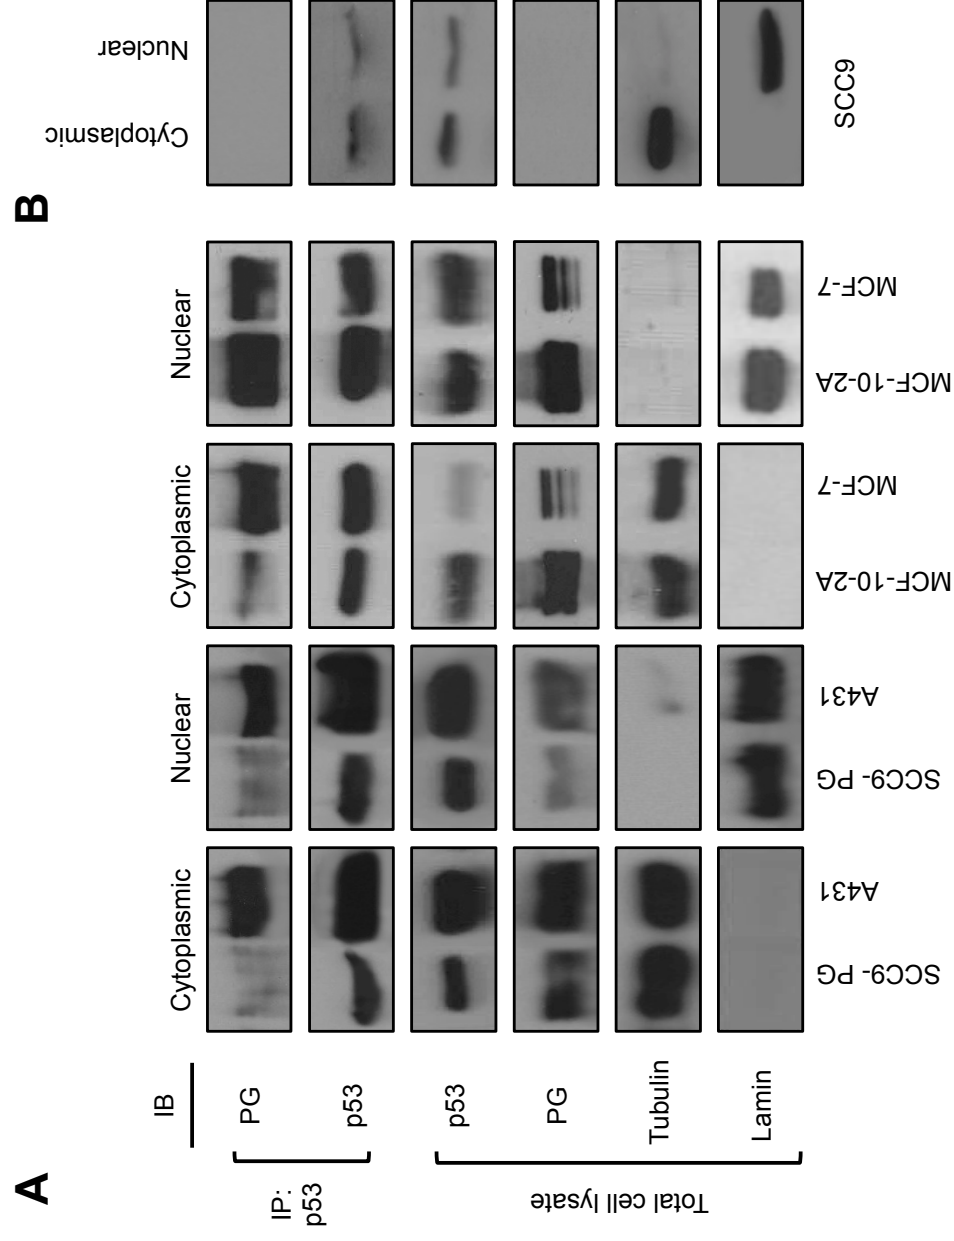 A
IB
IP:
p53
PG
p53
Total cell lysate
p53
PG
Tubulin
Lamin
Cytoplasmic
Nuclear
Cytoplasmic
Nuclear
SCC9- PG
A431
SCC9- PG
A431
MCF-10-2A
MCF-7
MCF-10-2A
MCF-7
B
Cytoplasmic
Nuclear
SCC9